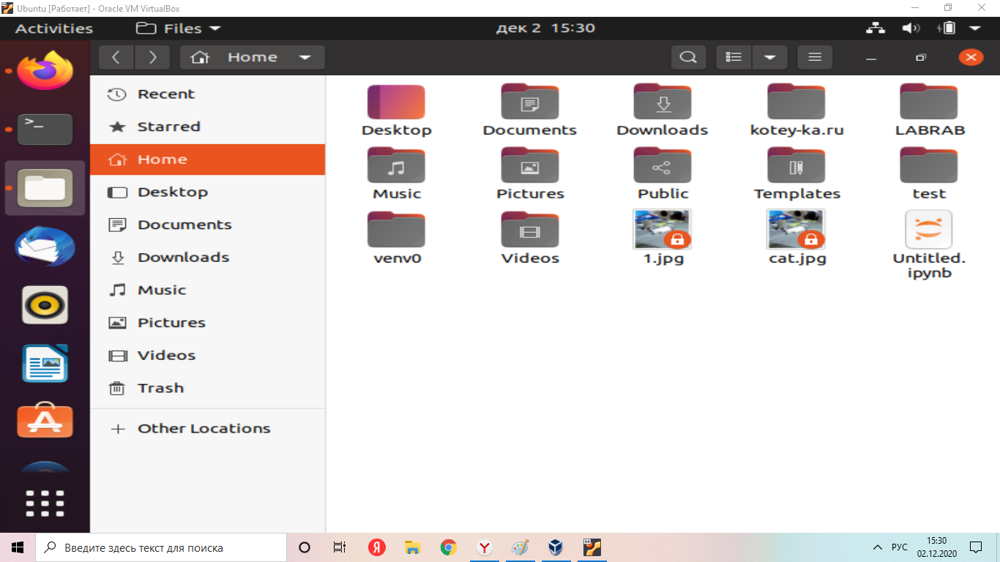 Ubuntu [Работает] - Oracle VM VirtualBox
Activities
Files
дек 2 15:30
Home
Recent
Starred
Home
Desktop
Documents
Downloads
Music
Pictures
Videos
Trash
Other Locations
Desktop
Documents
Downloads
kotey-ka.ru
LABRAB
Music
Pictures
Public
Templates
test
venv0
Videos
1.jpg
cat.jpg
Untitled.
ipynb
Введите здесь текст для поиска
РУС
15:30
02.12.2020